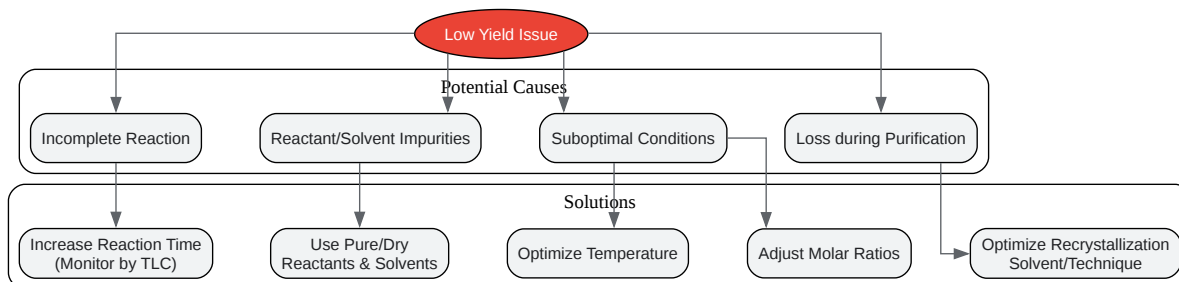 Low Yield Issue
Potential Causes
Incomplete Reaction
Reactant/Solvent Impurities
Suboptimal Conditions
Loss during Purification
Solutions
Increase Reaction Time
(Monitor by TLC)
Use Pure/Dry
Reactants & Solvents
Optimize Temperature
Adjust Molar Ratios
Optimize Recrystallization
Solvent/Technique